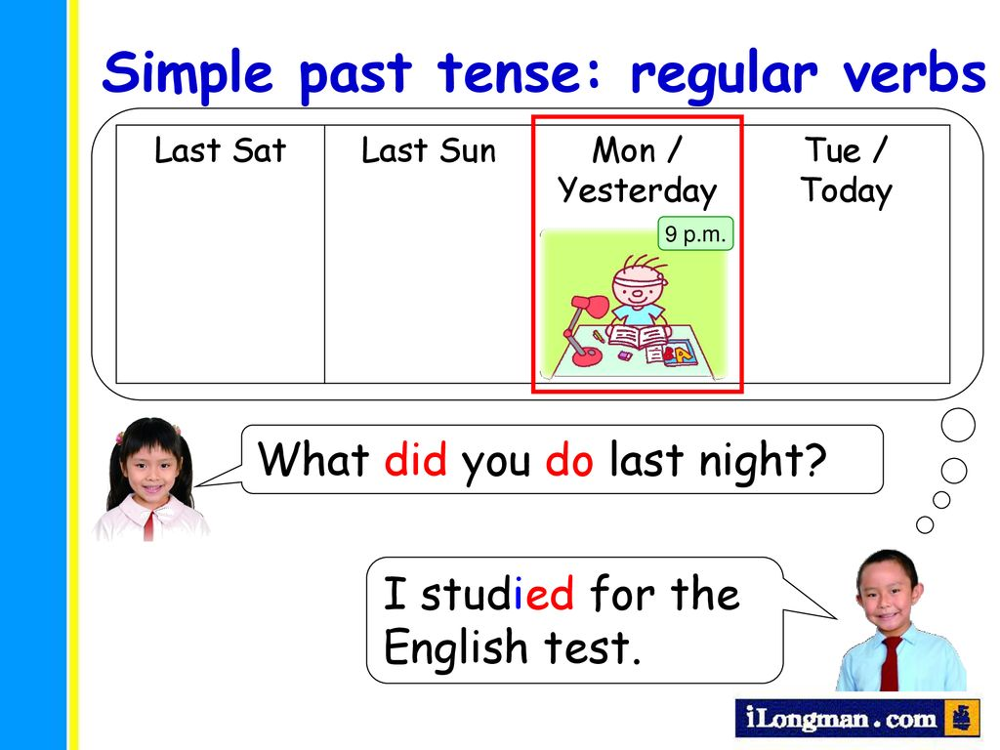 Simple past tense: regular verbs
Last Sat Last Sun Mon / Tue /
Yesterday Today
9 p.m.
What did you do last night?
I studied for the
English test.
iLongman.com